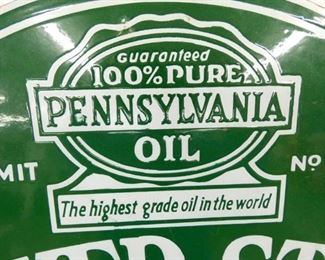 Guaranteed
100% PURE
PENNSYLVANIA
OIL
MIT No
The highest grade oil in the world